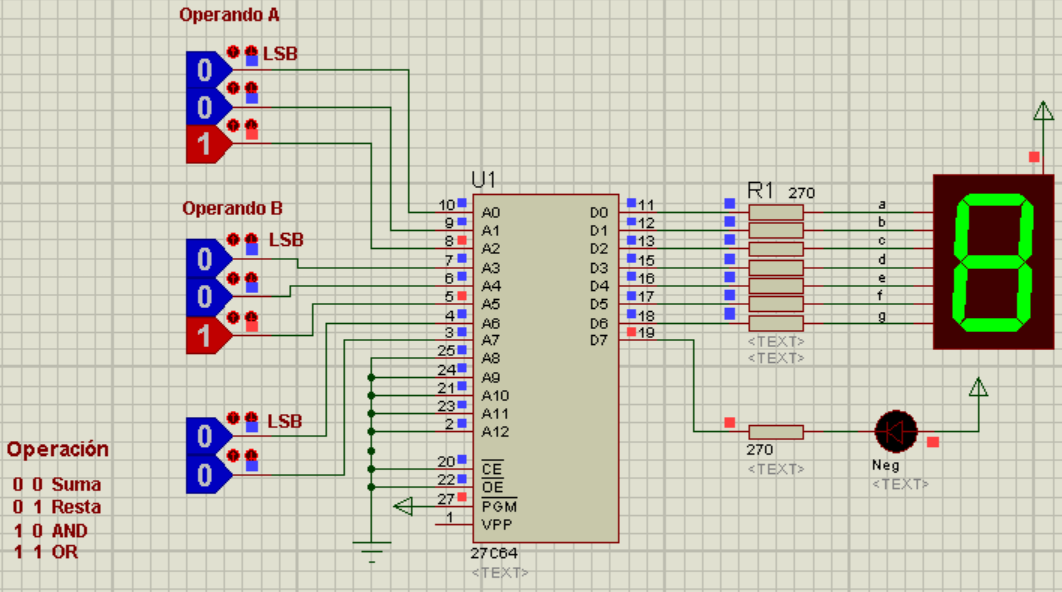 Operando A
LSB
0
0
1
Operando B
LSB
0
0
1
LSB
0
0
Operación
0 0 Suma
0 1 Resta
1 0 AND
1 1 OR
U1
10 A0 D0 11
9 A1 D1 12
8 A2 D2 13
7 A3 D3 15
6 A4 D4 16
5 A5 D5 17
4 A6 D6 18
3 A7 D7 19
25 A8
24 A9
21 A10
23 A11
2 A12
20 CE
22 OE
27 PGM
1 VPP
27C64
<TEXT>
R1 270
<TEXT>
<TEXT>
a
b
c
d
e
f
g
8
270
<TEXT>
Neg
<TEXT>